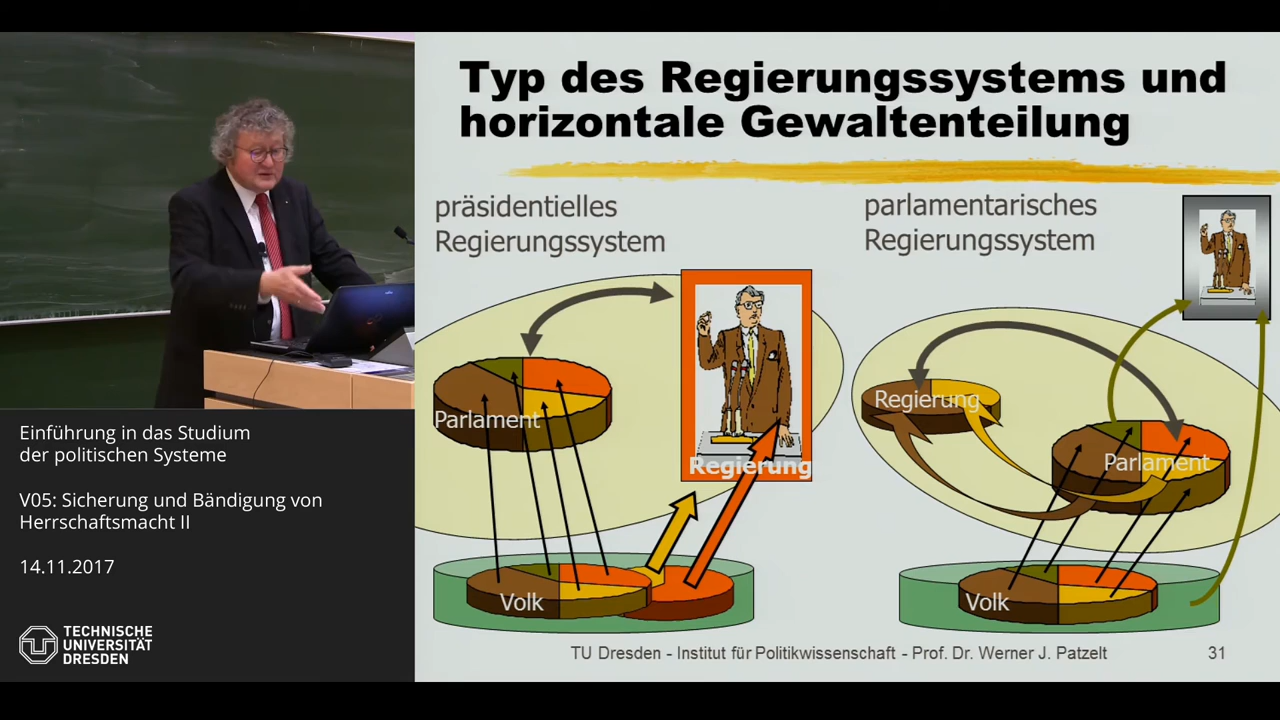 Typ des Regierungssystems und
horizontale Gewaltenteilung
präsidentielles
Regierungssystem
parlamentarisches
Regierungssystem
Parlament
Regierung
Regierung
Parlament
Volk
Volk
TU Dresden - Institut für Politikwissenschaft - Prof. Dr. Werner J. Patzelt
31
Einführung in das Studium
der politischen Systeme
V05: Sicherung und Bändigung von
Herrschaftsmacht II
14.11.2017
TECHNISCHE
UNIVERSITÄT
DRESDEN